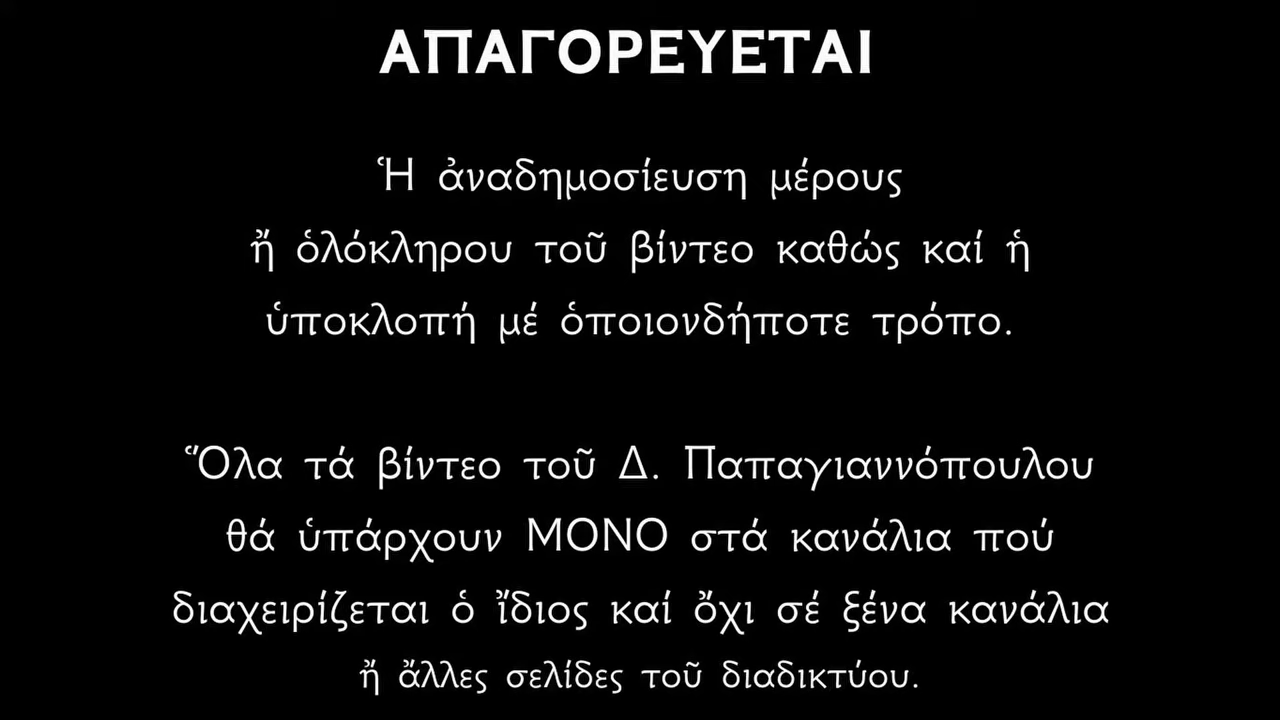 ΑΠΑΓΟΡΕΥΕΤΑΙ
Ἡ ἀναδημοσίευση μέρους
ἤ ὁλόκληρου τοῦ βίντεο καθώς καί ἡ
ὑποκλοπή μέ ὁποιονδήποτε τρόπο.
Ὅλα τά βίντεο τοῦ Δ. Παπαγιαννόπουλου
θά ὑπάρχουν ΜΟΝΟ στά κανάλια πού
διαχειρίζεται ὁ ἴδιος καί ὄχι σέ ξένα κανάλια
ἤ ἄλλες σελίδες τοῦ διαδικτύου.